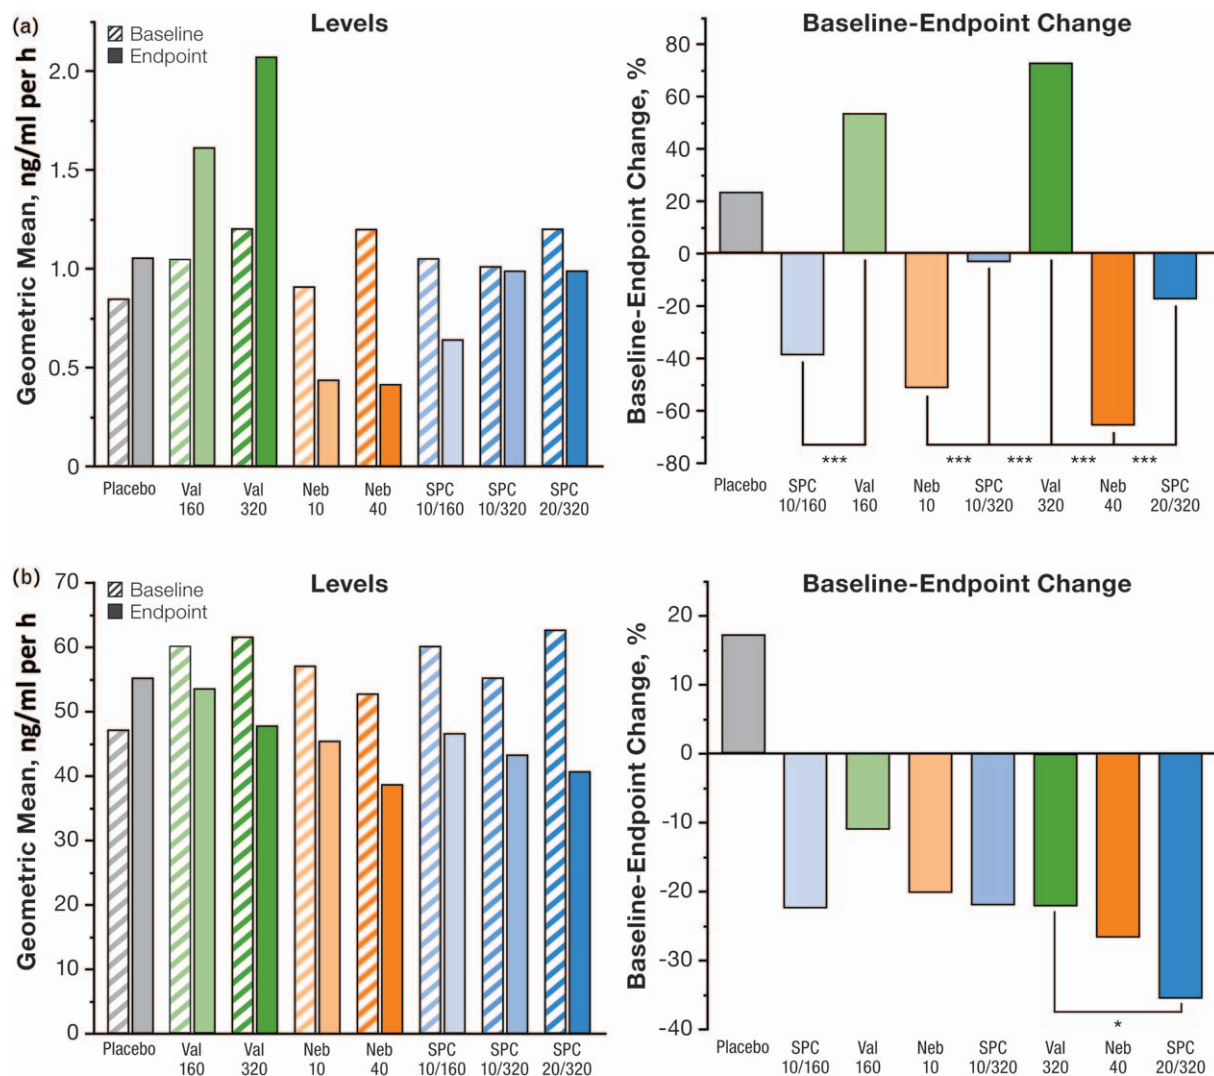 (a)
Levels
Baseline
Endpoint
Geometric Mean, ng/ml per h
2.0
1.5
1.0
0.5
0
Placebo
Val 160
Val 320
Neb 10
Neb 40
SPC 10/160
SPC 10/320
SPC 20/320
Baseline-Endpoint Change
Baseline-Endpoint Change, %
80
60
40
20
0
-20
-40
-60
-80
***
***
***
***
***
Placebo
SPC 10/160
Val 160
Neb 10
SPC 10/320
Val 320
Neb 40
SPC 20/320
(b)
Levels
Baseline
Endpoint
Geometric Mean, ng/ml per h
70
60
50
40
30
20
10
0
Placebo
Val 160
Val 320
Neb 10
Neb 40
SPC 10/160
SPC 10/320
SPC 20/320
Baseline-Endpoint Change
Baseline-Endpoint Change, %
20
10
0
-10
-20
-30
-40
*
Placebo
SPC 10/160
Val 160
Neb 10
SPC 10/320
Val 320
Neb 40
SPC 20/320